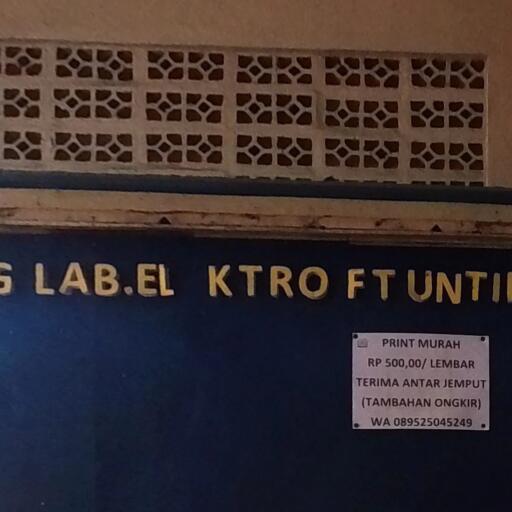 G LAB.EL KTRO FT UNTI
PRINT MURAH
RP 500,00/ LEMBAR
TERIMA ANTAR JEMPUT
(TAMBAHAN ONGKIR)
WA 089525045249